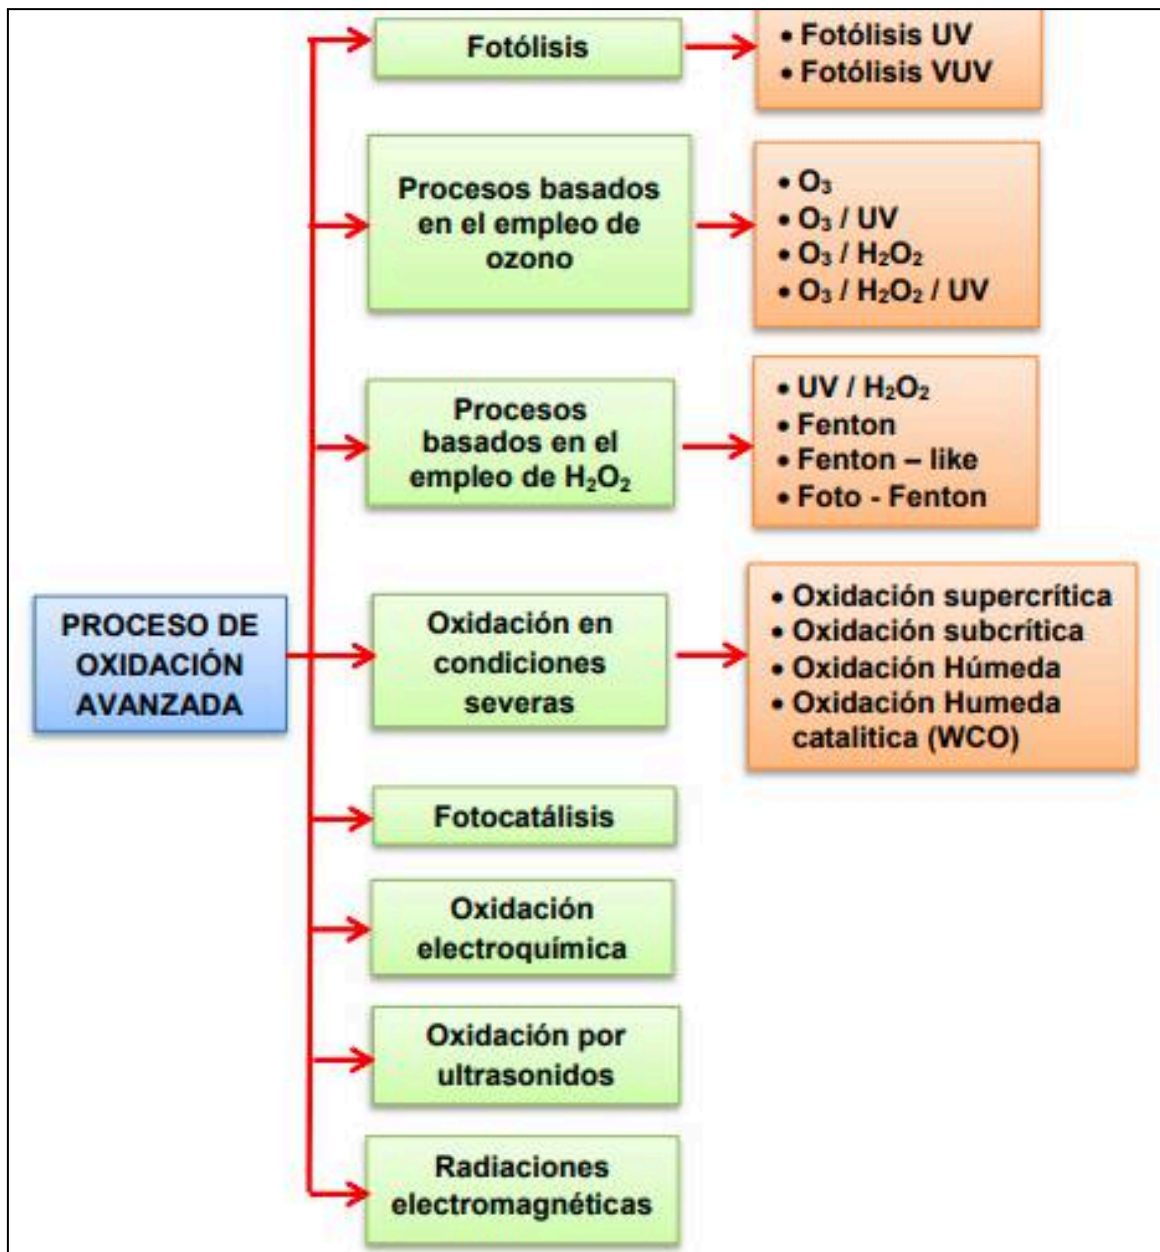 Fotólisis
• Fotólisis UV
• Fotólisis VUV
Procesos basados
en el empleo de
ozono
• O₃
• O₃ / UV
• O₃ / H₂O₂
• O₃ / H₂O₂ / UV
Procesos
basados en el
empleo de H₂O₂
• UV / H₂O₂
• Fenton
• Fenton – like
• Foto - Fenton
PROCESO DE
OXIDACIÓN
AVANZADA
Oxidación en
condiciones
severas
• Oxidación supercrítica
• Oxidación subcrítica
• Oxidación Húmeda
• Oxidación Humeda
catalitica (WCO)
Fotocatálisis
Oxidación
electroquímica
Oxidación por
ultrasonidos
Radiaciones
electromagnéticas